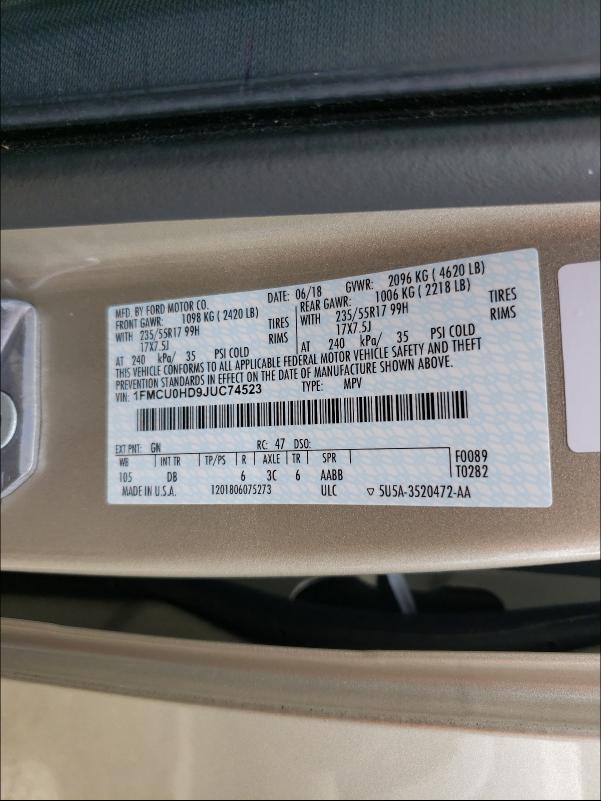 MFD. BY FORD MOTOR CO.
DATE: 06/18 GVWR: 2096 KG ( 4620 LB)
FRONT GAWR: 1098 KG ( 2420 LB) REAR GAWR: 1006 KG ( 2218 LB)
WITH 235/55R17 99H TIRES WITH 235/55R17 99H TIRES
17X7.5J RIMS 17X7.5J RIMS
AT 240 kPa/ 35 PSI COLD AT 240 kPa/ 35 PSI COLD
THIS VEHICLE CONFORMS TO ALL APPLICABLE FEDERAL MOTOR VEHICLE SAFETY AND THEFT
PREVENTION STANDARDS IN EFFECT ON THE DATE OF MANUFACTURE SHOWN ABOVE.
VIN: 1FMCU0HD9JUC74523 TYPE: MPV
EXT PNT: GN RC: 47 DSO:
WB INT TR TP/PS R AXLE TR SPR F0089
105 DB 6 3C 6 AABB T0282
MADE IN U.S.A. 1201806075273 ULC ▽ 5U5A-3520472-AA